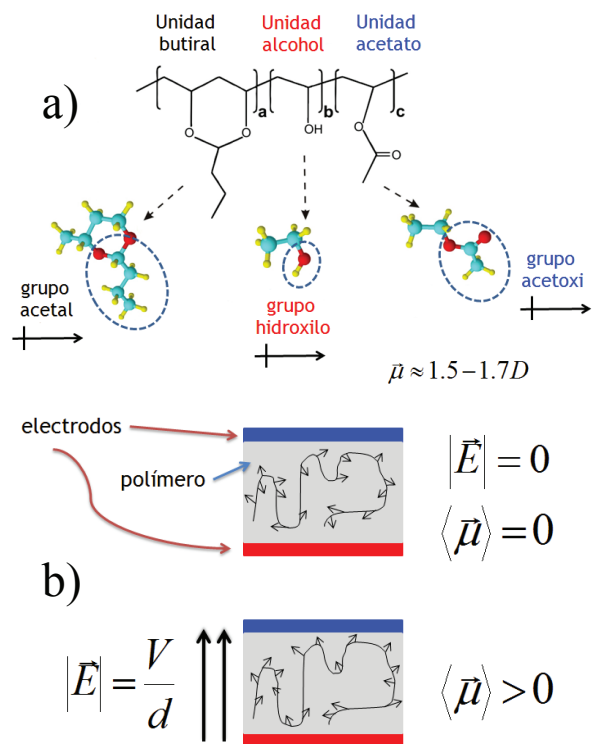 Unidad
butiral
Unidad
alcohol
Unidad
acetato
a)
a
b
c
O
O
OH
O
O
grupo
acetal
grupo
hidroxilo
grupo
acetoxi
μ⃗ ≈ 1.5 – 1.7D
electrodos
polímero
|E⃗| = 0
⟨μ⃗⟩ = 0
b)
|E⃗| = V/d
⟨μ⃗⟩ > 0